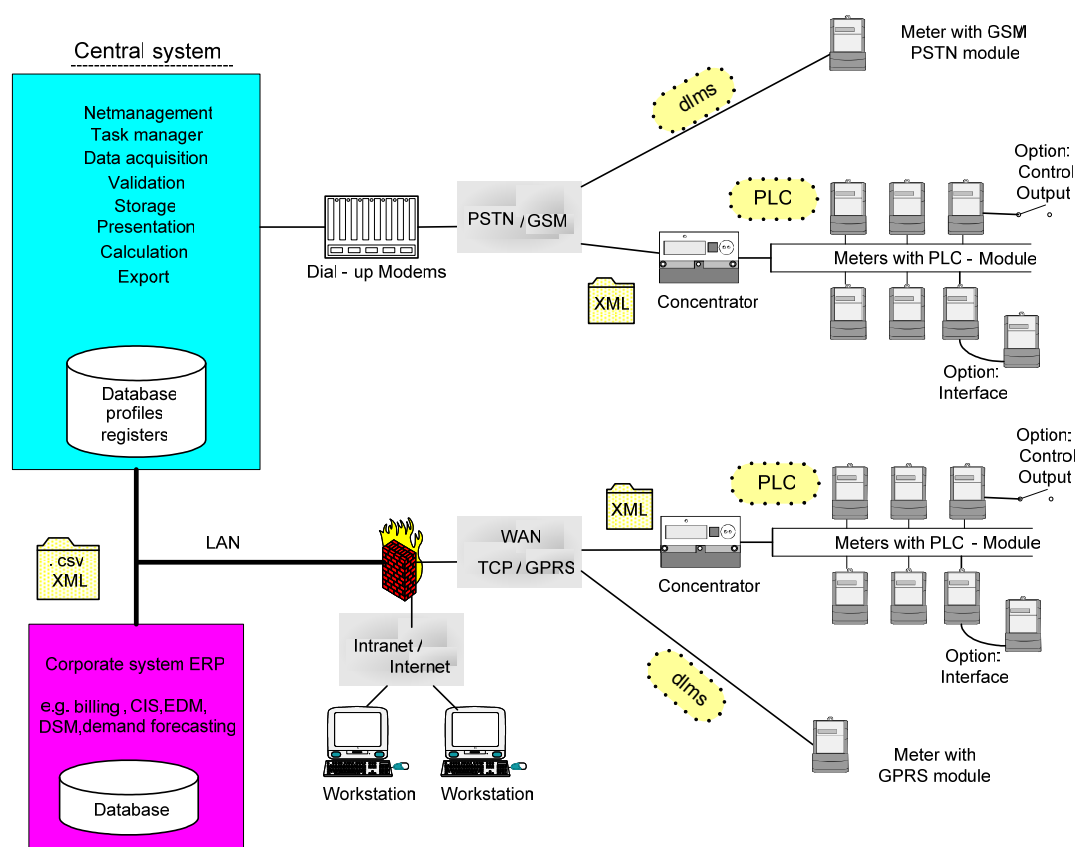 Central system
Netmanagement
Task manager
Data acquisition
Validation
Storage
Presentation
Calculation
Export
Database
profiles
registers
Dial - up Modems
PSTN / GSM
dlms
Meter with GSM
PSTN module
PLC
Option:
Control
Output
Meters with PLC - Module
XML
Concentrator
Option:
Interface
LAN
. csv
XML
WAN
TCP / GPRS
XML
Concentrator
PLC
Option:
Control
Output
Meters with PLC - Module
Option:
Interface
Intranet /
Internet
dlms
Workstation
Workstation
Meter with
GPRS module
Corporate system ERP
e.g. billing , CIS,EDM,
DSM,demand forecasting
Database